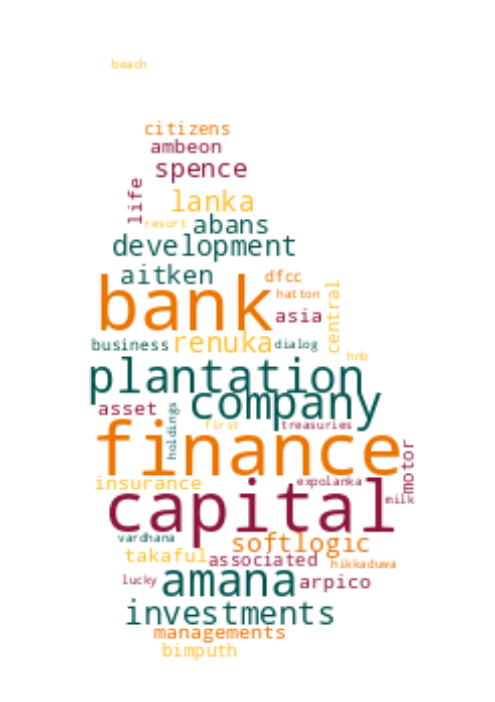 beach
citizens
ambeon
spence
life
lanka
resort
abans
development
aitken
dfcc
bank
hatton
central
asia
business
renuka
dialog
hnb
plantation
company
asset
holdings
first
treasuries
finance
motor
insurance
expolanka
capital
milk
vardhana
softlogic
takaful
associated
hikkaduwa
lucky
amana
arpico
investments
managements
bimputh